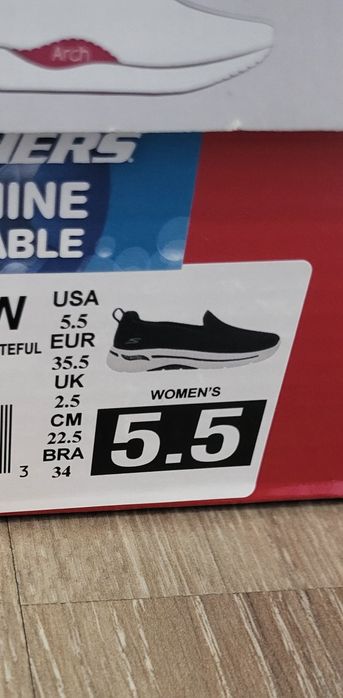 Arch
HERS
INE
ABLE
W
TEFUL
USA
5.5
EUR
35.5
UK
2.5
CM
22.5
BRA
34
3
WOMEN'S
5.5